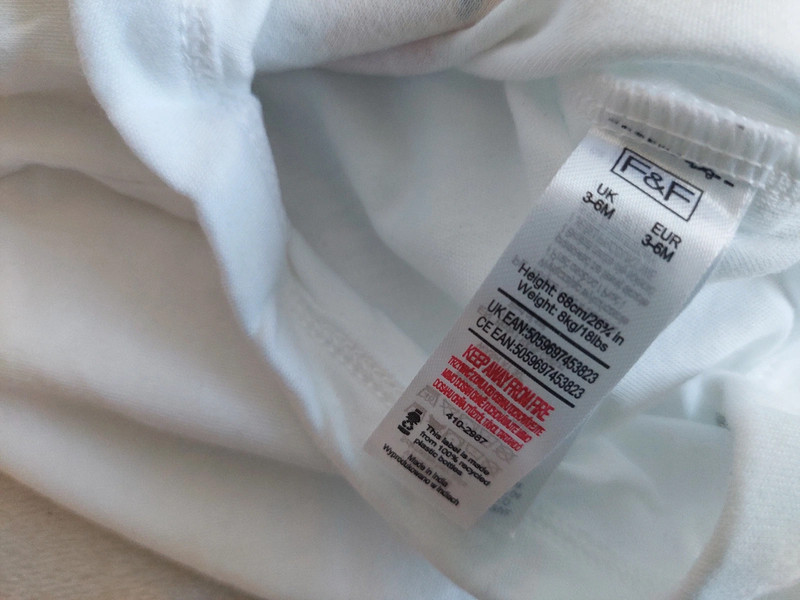 F&F
UK
3-6M
EUR
3-6M
Height: 68cm/26¾ in
Weight: 8kg/18lbs
UK EAN:5059697453823
CE EAN:5059697453823
KEEP AWAY FROM FIRE
410-2987
This label is made
from 100% recycled
plastic bottles
Made in India
Wyprodukowano w Indiach